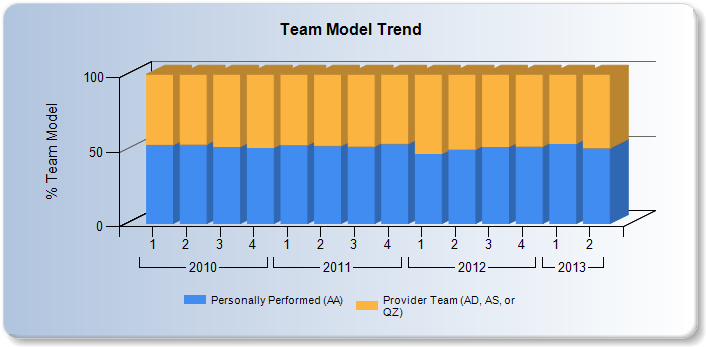 Team Model Trend
% Team Model
100
50
0
1 2 3 4 1 2 3 4 1 2 3 4 1 2
2010 2011 2012 2013
Personally Performed (AA) Provider Team (AD, AS, or
QZ)